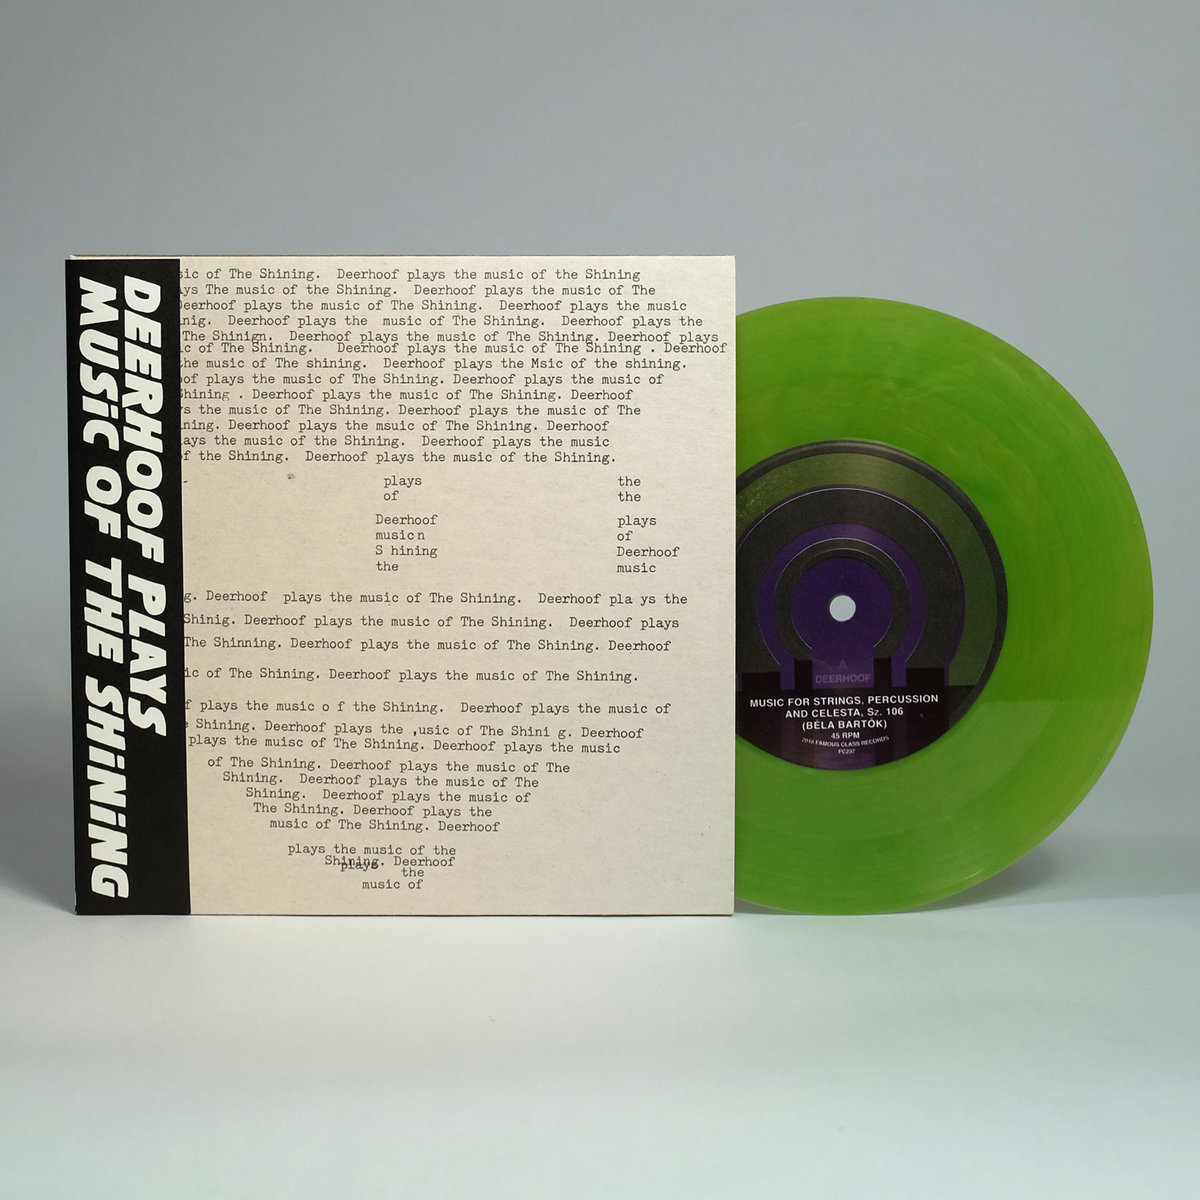 DEERHOOF PLAYS
MUSiC OF THE SHiNiNG
sic of The Shining. Deerhoof plays the music of the Shining
ays The music of the Shining. Deerhoof plays the music of The
Deerhoof plays the music of The Shining. Deerhoof plays the music
inig. Deerhoof plays the music of The Shining. Deerhoof plays the
The Shinign. Deerhoof plays the music of The Shining. Deerhoof plays
ic of The Shining. Deerhoof plays the music of The Shining . Deerhoof
the music of The shining. Deerhoof plays the Msic of the shining.
of plays the music of The Shining. Deerhoof plays the music of
Shining . Deerhoof plays the music of The Shining. Deerhoof
ys the music of The Shining. Deerhoof plays the music of The
ining. Deerhoof plays the msuic of The Shining. Deerhoof
ays the music of the Shining. Deerhoof plays the music
of the Shining. Deerhoof plays the music of the Shining.
plays the
of the
Deerhoof plays
music n of
S hining Deerhoof
the music
g. Deerhoof plays the music of The Shining. Deerhoof pla ys the
Shinig. Deerhoof plays the music of The Shining. Deerhoof plays
The Shinning. Deerhoof plays the music of The Shining. Deerhoof
ic of The Shining. Deerhoof plays the music of The Shining.
f plays the music o f the Shining. Deerhoof plays the music of
e Shining. Deerhoof plays the ,usic of The Shini g. Deerhoof
plays the muisc of The Shining. Deerhoof plays the music
of The Shining. Deerhoof plays the music of The
Shining. Deerhoof plays the music of The
Shining. Deerhoof plays the music of
The Shining. Deerhoof plays the
music of The Shining. Deerhoof
plays the music of the
Shining. Deerhoof
plays the
music of
A
DEERHOOF
MUSIC FOR STRINGS, PERCUSSION
AND CELESTA, Sz. 106
(BÉLA BARTÓK)
45 RPM
2018 FAMOUS CLASS RECORDS
FC237